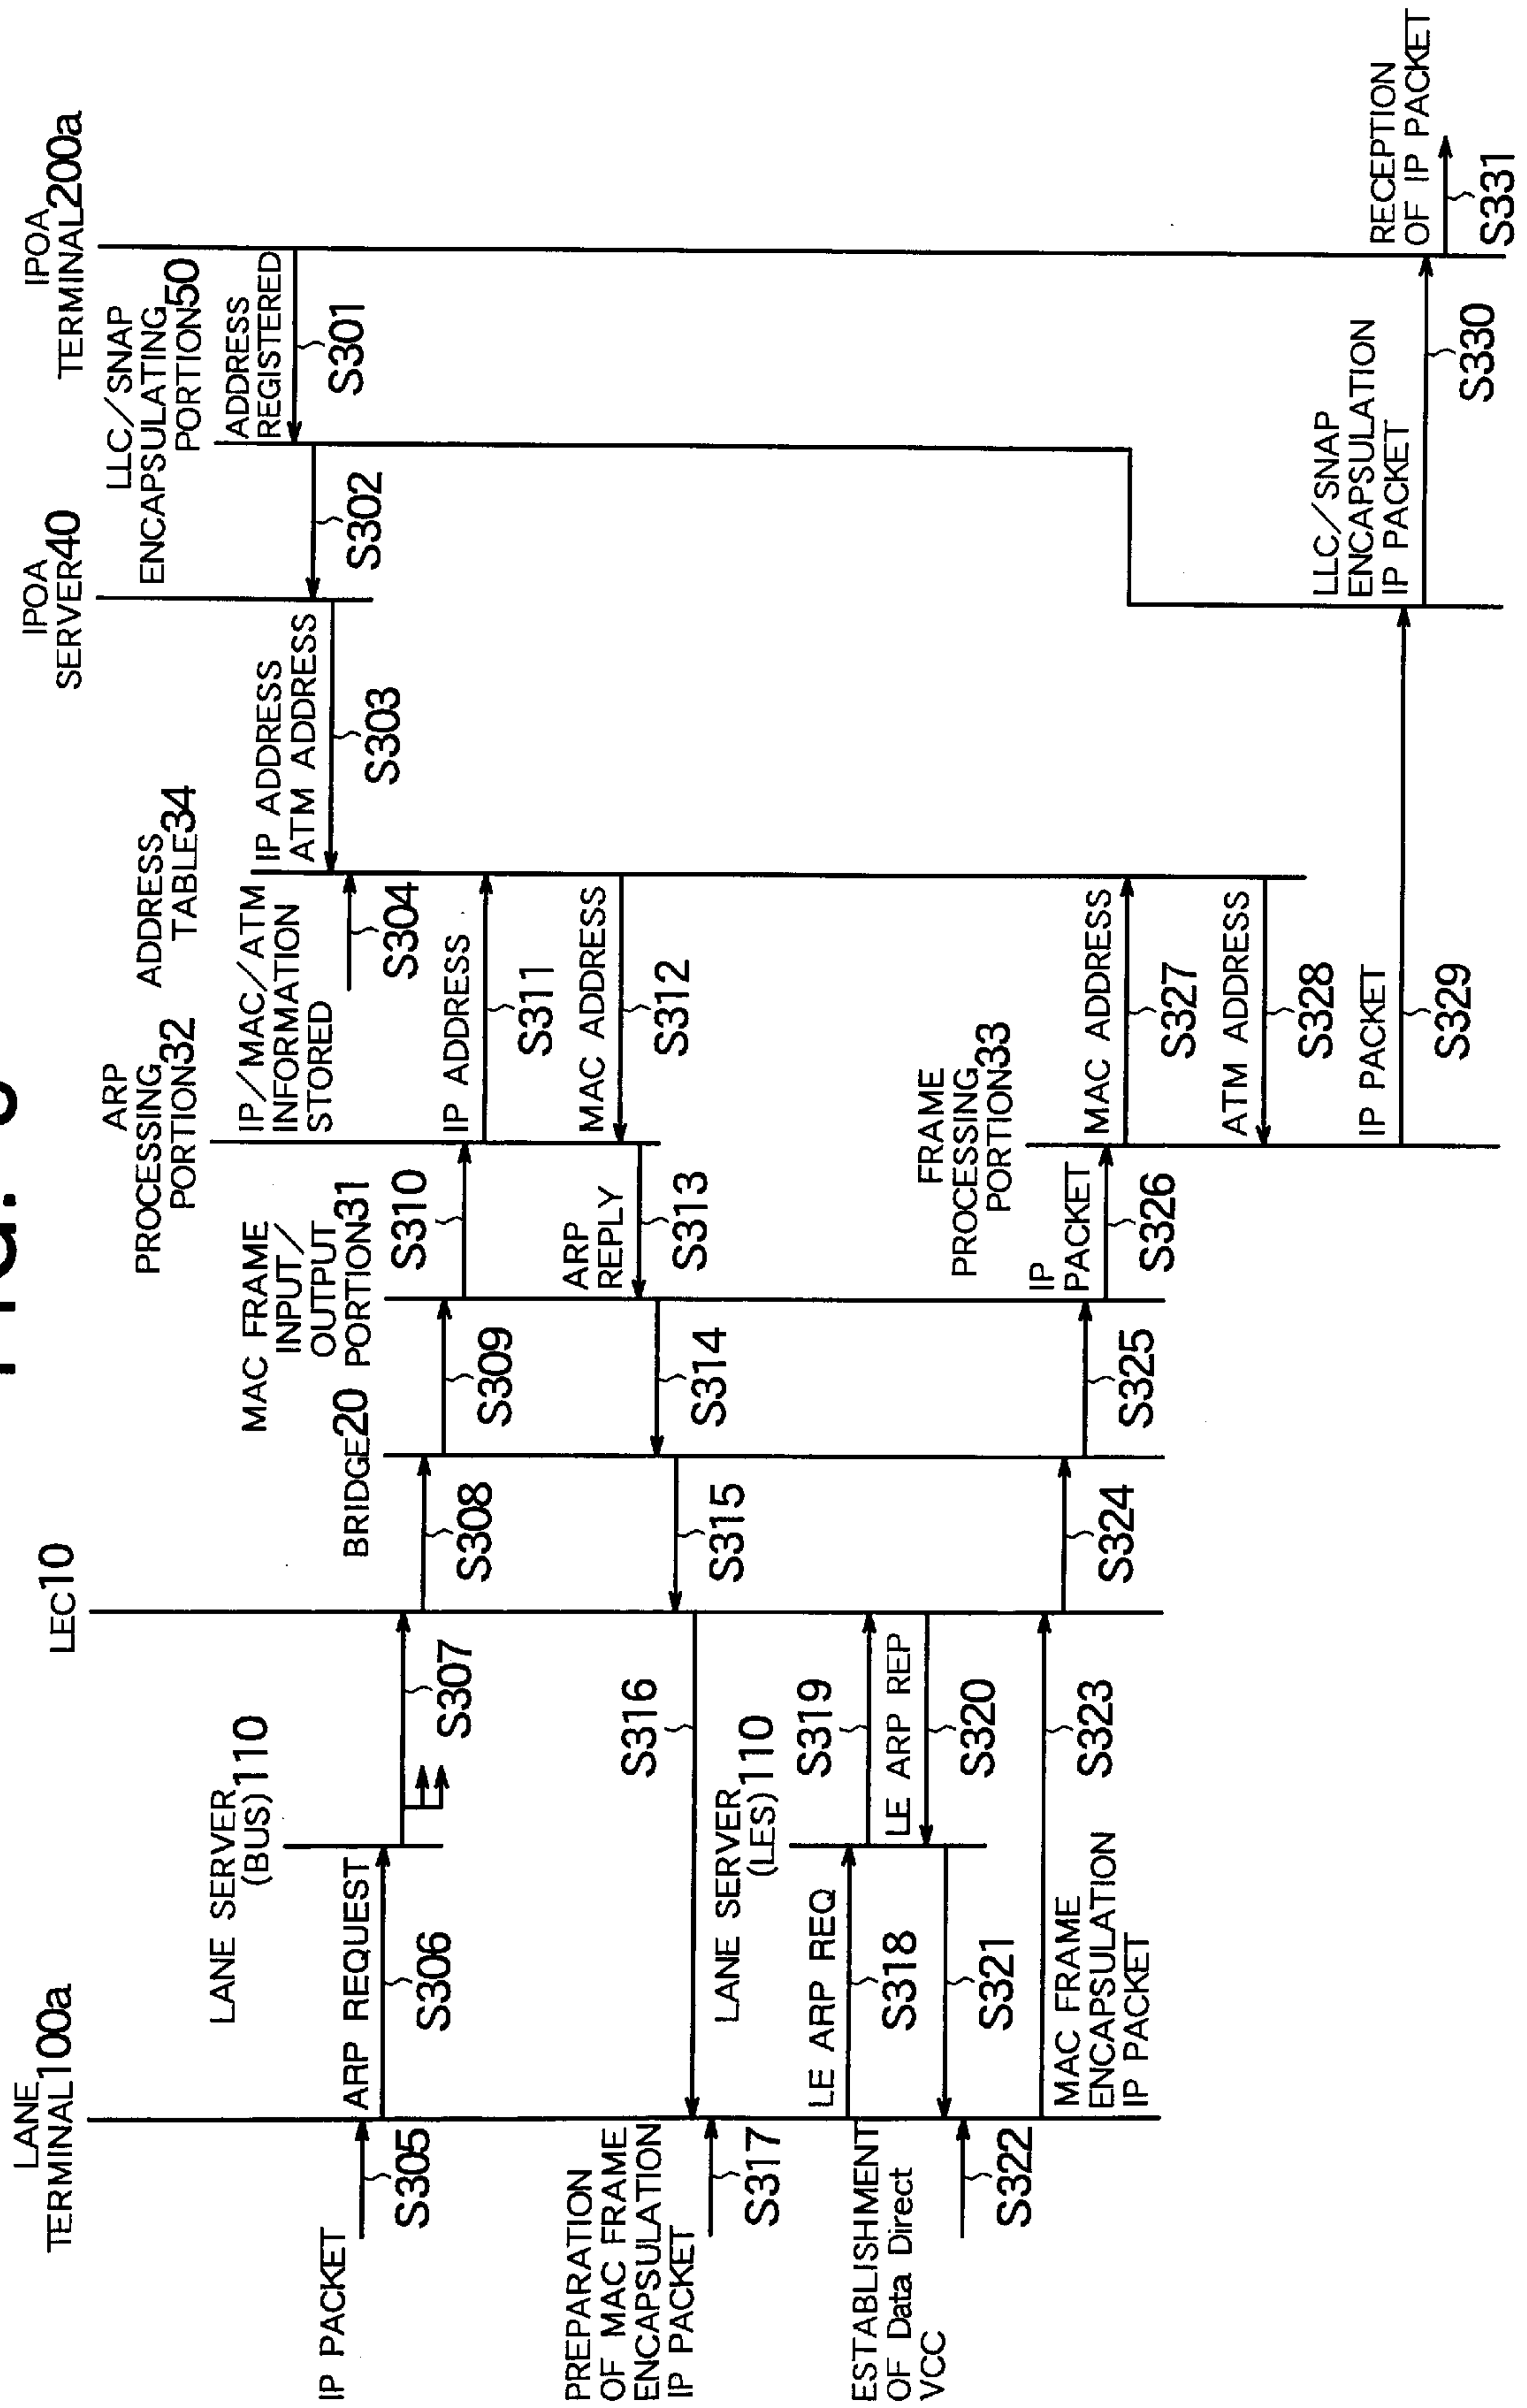 LANE
TERMINAL100a
LANE SERVER
(BUS)110
LEC10
BRIDGE20
MAC FRAME
INPUT/
OUTPUT
PORTION31
ARP
PROCESSING
PORTION32
ADDRESS
TABLE34
IPOA
SERVER40
LLC/SNAP
ENCAPSULATING
PORTION50
IPOA
TERMINAL200a
ADDRESS
REGISTERED
S301
S302
IP ADDRESS
ATM ADDRESS
S303
IP/MAC/ATM
INFORMATION
STORED
S304
IP PACKET
S305
ARP REQUEST
S306
S307
S308
S309
S310
IP ADDRESS
S311
MAC ADDRESS
S312
ARP
REPLY
S313
S314
S315
S316
PREPARATION
OF MAC FRAME
ENCAPSULATION
IP PACKET
S317
LANE SERVER
(LES)110
LE ARP REQ
S318
S319
LE ARP REP
S320
S321
ESTABLISHMENT
OF Data Direct
VCC
S322
S323
MAC FRAME
ENCAPSULATION
IP PACKET
S324
S325
FRAME
PROCESSING
PORTION33
IP
PACKET
S326
MAC ADDRESS
S327
ATM ADDRESS
S328
IP PACKET
S329
LLC/SNAP
ENCAPSULATION
IP PACKET
S330
RECEPTION
OF IP PACKET
S331